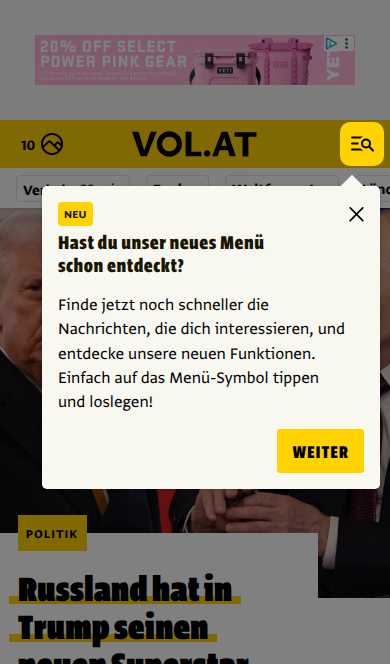 20% OFF SELECT
POWER PINK GEAR
YETI
10
VOL.AT
NEU
Hast du unser neues Menü
schon entdeckt?
Finde jetzt noch schneller die
Nachrichten, die dich interessieren, und
entdecke unsere neuen Funktionen.
Einfach auf das Menü-Symbol tippen
und loslegen!
WEITER
POLITIK
Russland hat in
Trump seinen
neuen Superstar